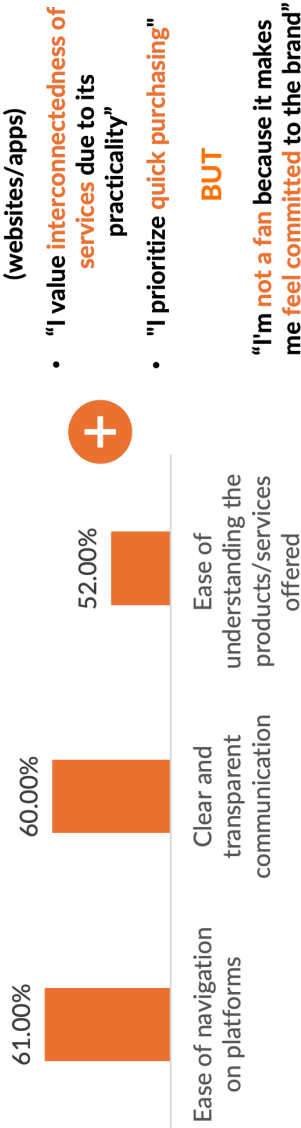 61.00%
60.00%
52.00%
Ease of navigation
on platforms
Clear and
transparent
communication
Ease of
understanding the
products/services
offered
+
(websites/apps)
• “I value interconnectedness of
services due to its
practicality”
• "I prioritize quick purchasing"
BUT
“I'm not a fan because it makes
me feel committed to the brand”